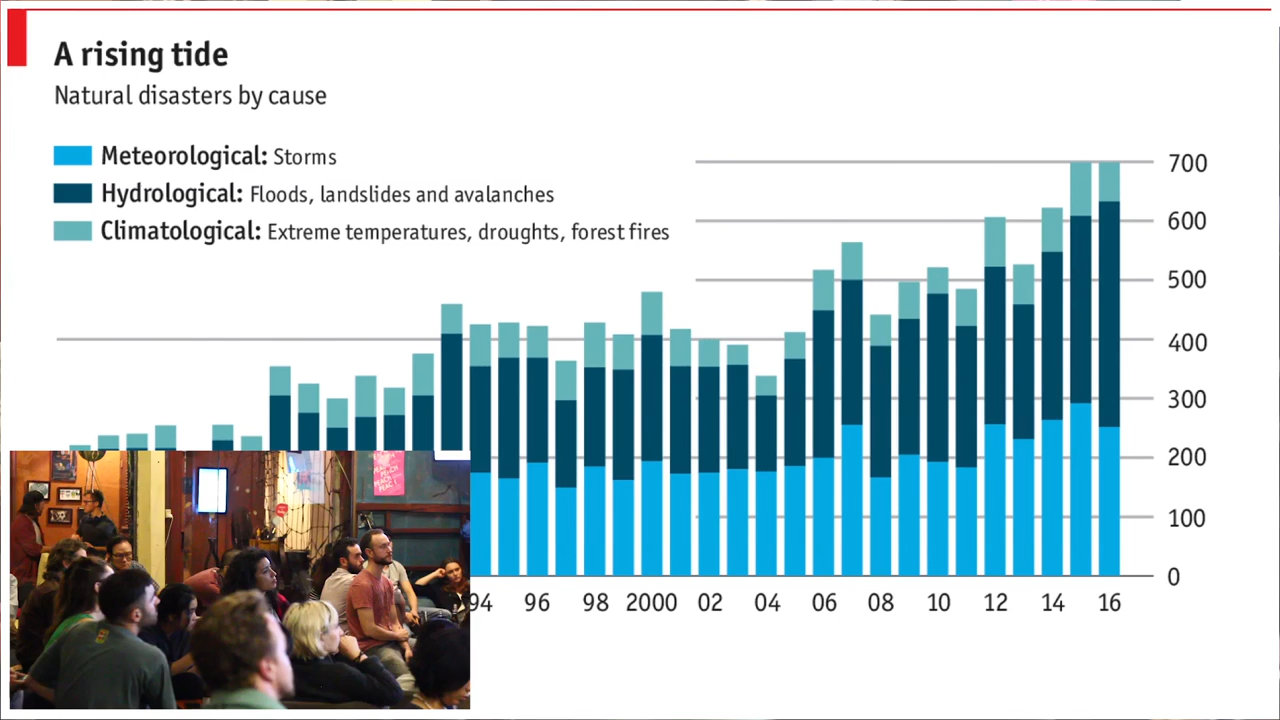 A rising tide
Natural disasters by cause
Meteorological: Storms
Hydrological: Floods, landslides and avalanches
Climatological: Extreme temperatures, droughts, forest fires
700
600
500
400
300
200
100
0
94 96 98 2000 02 04 06 08 10 12 14 16